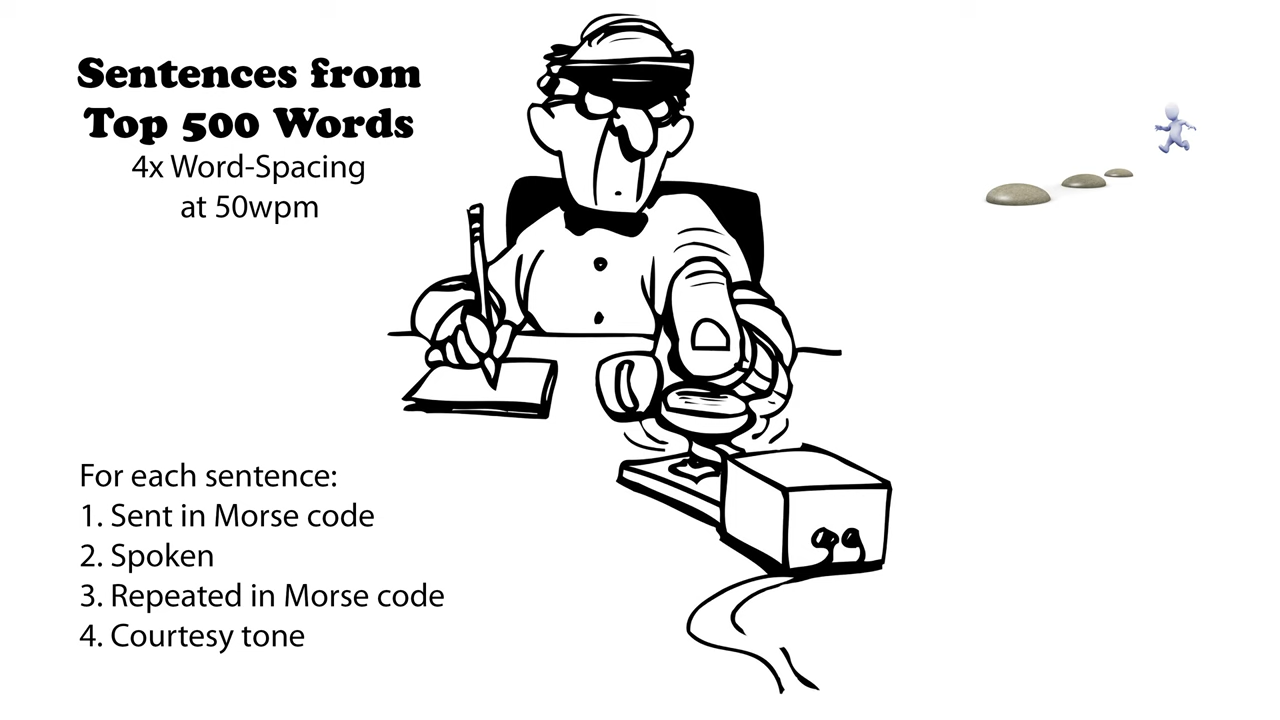 Sentences from
Top 500 Words
4x Word-Spacing
at 50wpm
For each sentence:
1. Sent in Morse code
2. Spoken
3. Repeated in Morse code
4. Courtesy tone